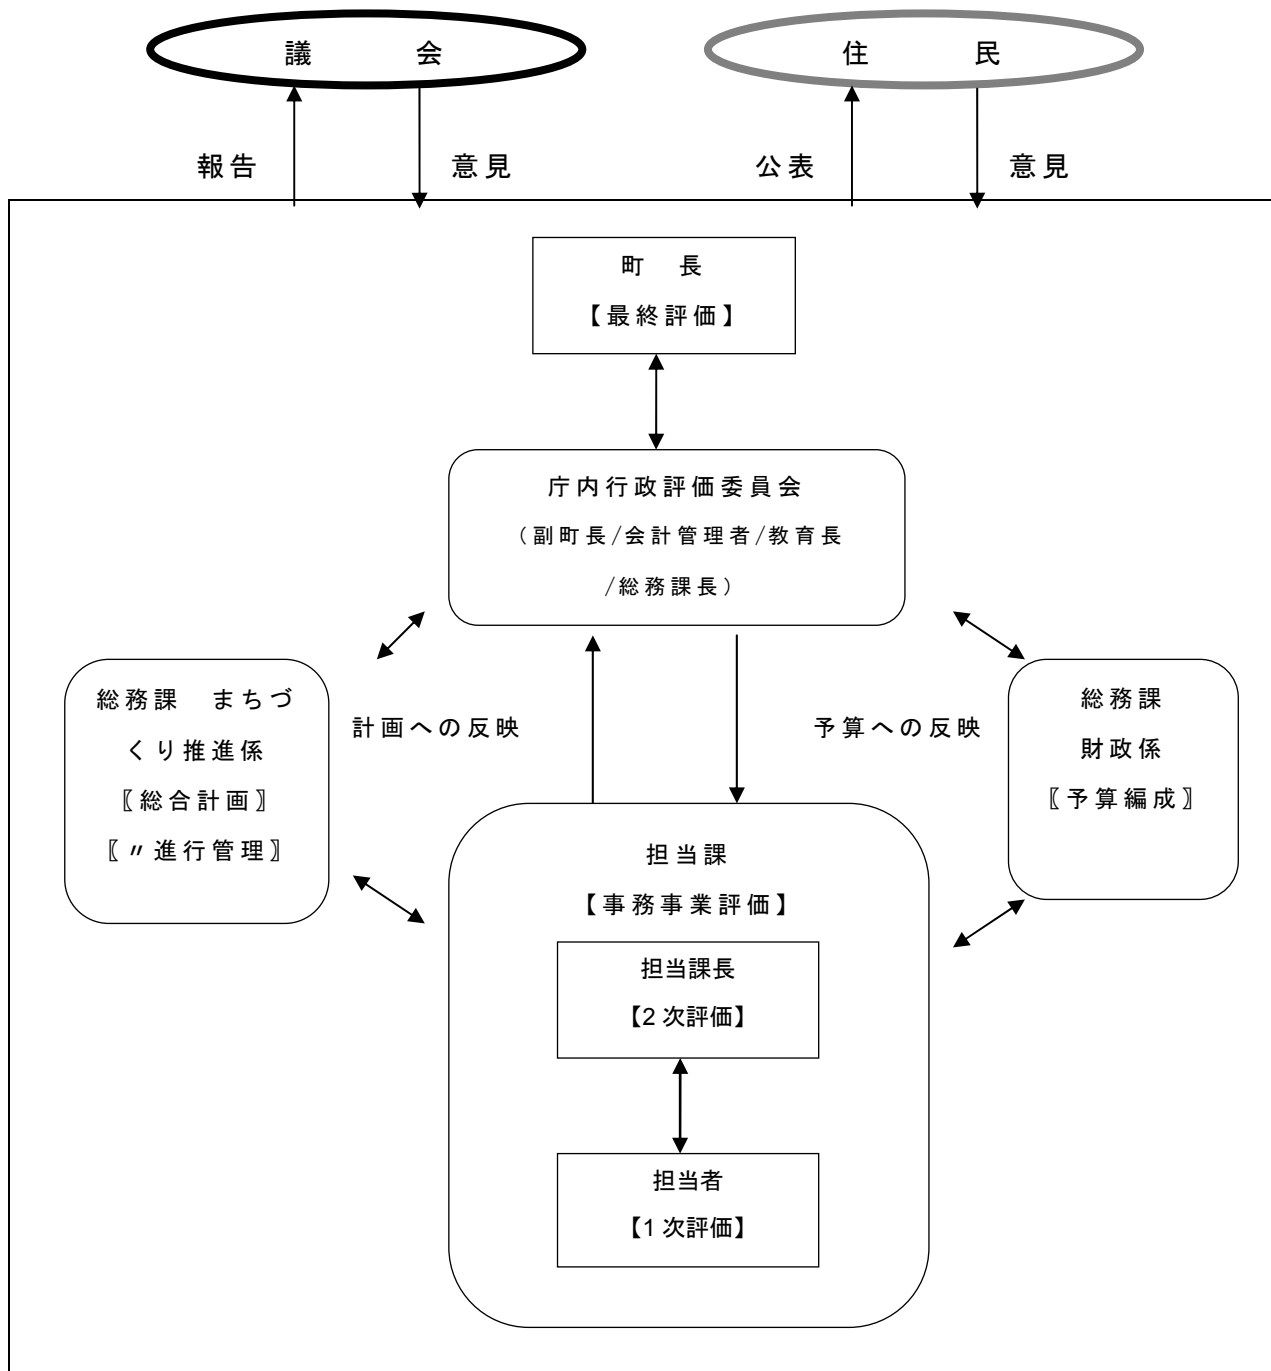 議　会
住　民
報告
意見
公表
意見
町　長
【最終評価】
庁内行政評価委員会
（副町長/会計管理者/教育長
/総務課長）
総務課　まちづ
くり推進係
〖総合計画〗
〖〃進行管理〗
計画への反映
予算への反映
総務課
財政係
〖予算編成〗
担当課
【事務事業評価】
担当課長
【2次評価】
担当者
【1次評価】